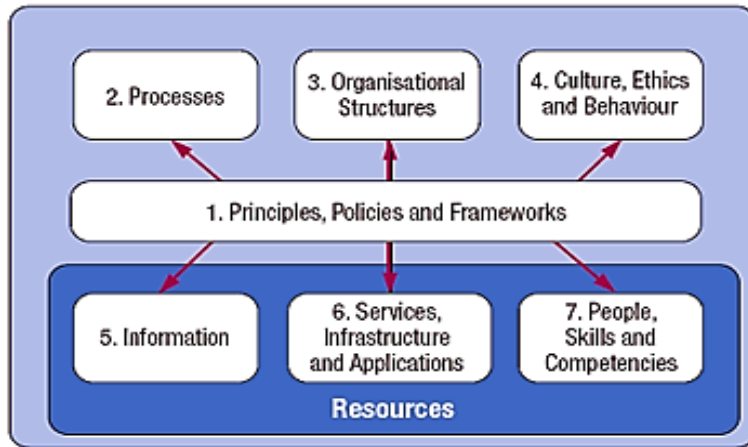 2. Processes
3. Organisational
Structures
4. Culture, Ethics
and Behaviour
1. Principles, Policies and Frameworks
5. Information
6. Services,
Infrastructure
and Applications
7. People,
Skills and
Competencies
Resources